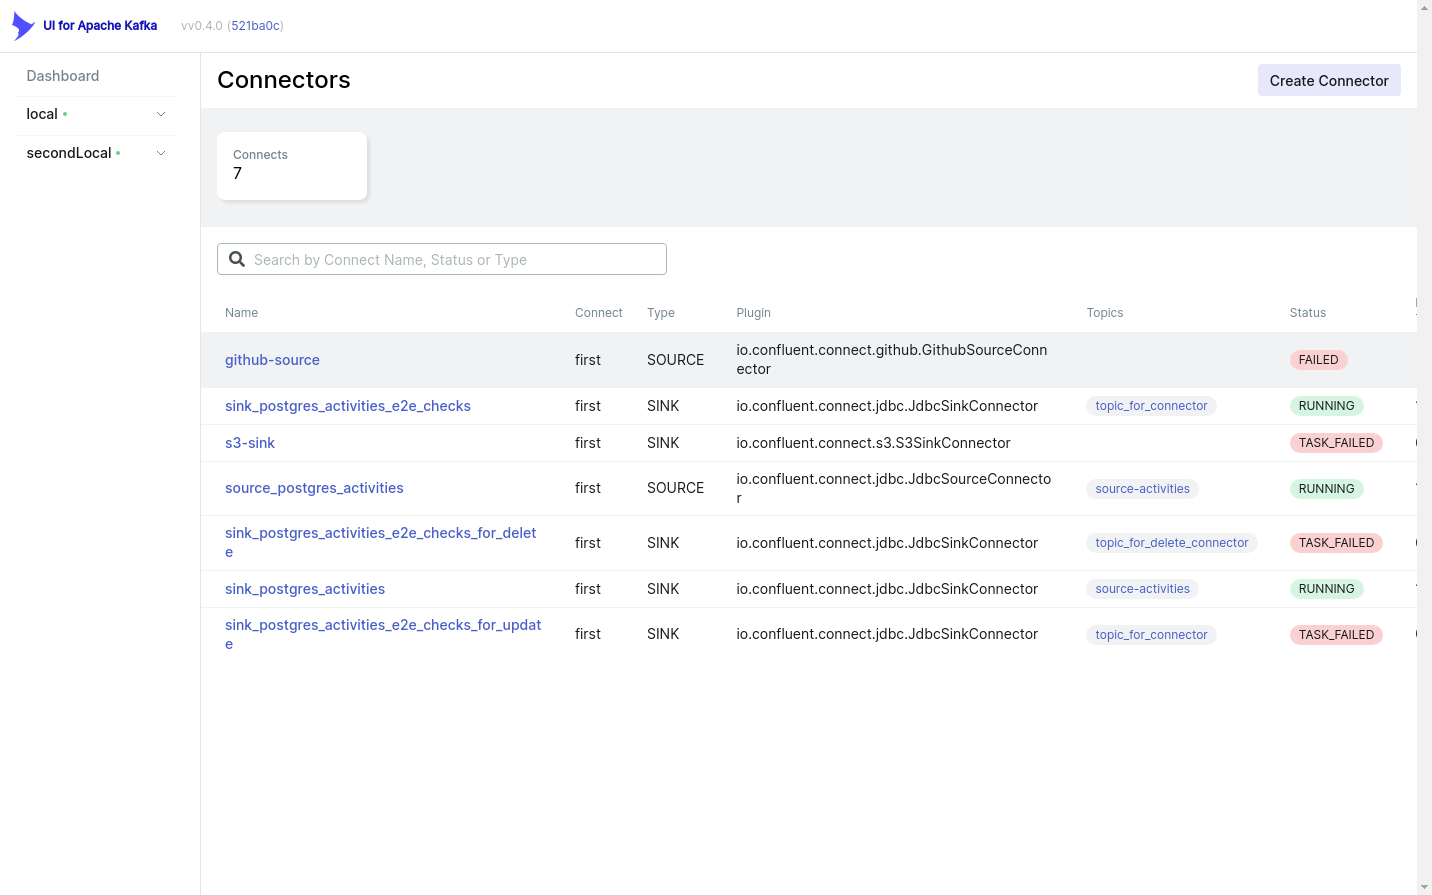 UI for Apache Kafka vv0.4.0 (521ba0c)
Dashboard
local
secondLocal
Connectors
Create Connector
Connects
7
Search by Connect Name, Status or Type
Name Connect Type Plugin Topics Status
github-source first SOURCE io.confluent.connect.github.GithubSourceConn
ector FAILED
sink_postgres_activities_e2e_checks first SINK io.confluent.connect.jdbc.JdbcSinkConnector topic_for_connector RUNNING
s3-sink first SINK io.confluent.connect.s3.S3SinkConnector TASK_FAILED
source_postgres_activities first SOURCE io.confluent.connect.jdbc.JdbcSourceConnecto
r source-activities RUNNING
sink_postgres_activities_e2e_checks_for_delet
e first SINK io.confluent.connect.jdbc.JdbcSinkConnector topic_for_delete_connector TASK_FAILED
sink_postgres_activities first SINK io.confluent.connect.jdbc.JdbcSinkConnector source-activities RUNNING
sink_postgres_activities_e2e_checks_for_updat
e first SINK io.confluent.connect.jdbc.JdbcSinkConnector topic_for_connector TASK_FAILED